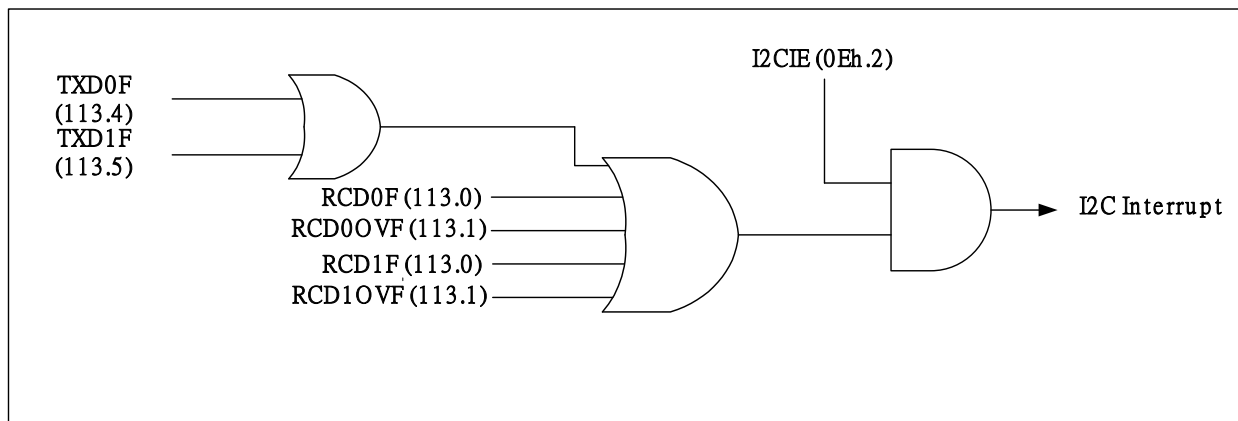 TXD0F
(113.4)
TXD1F
(113.5)
I2CIE (0Eh.2)
RCD0F (113.0)
RCD0OVF (113.1)
RCD1F (113.0)
RCD1OVF (113.1)
I2C Interrupt